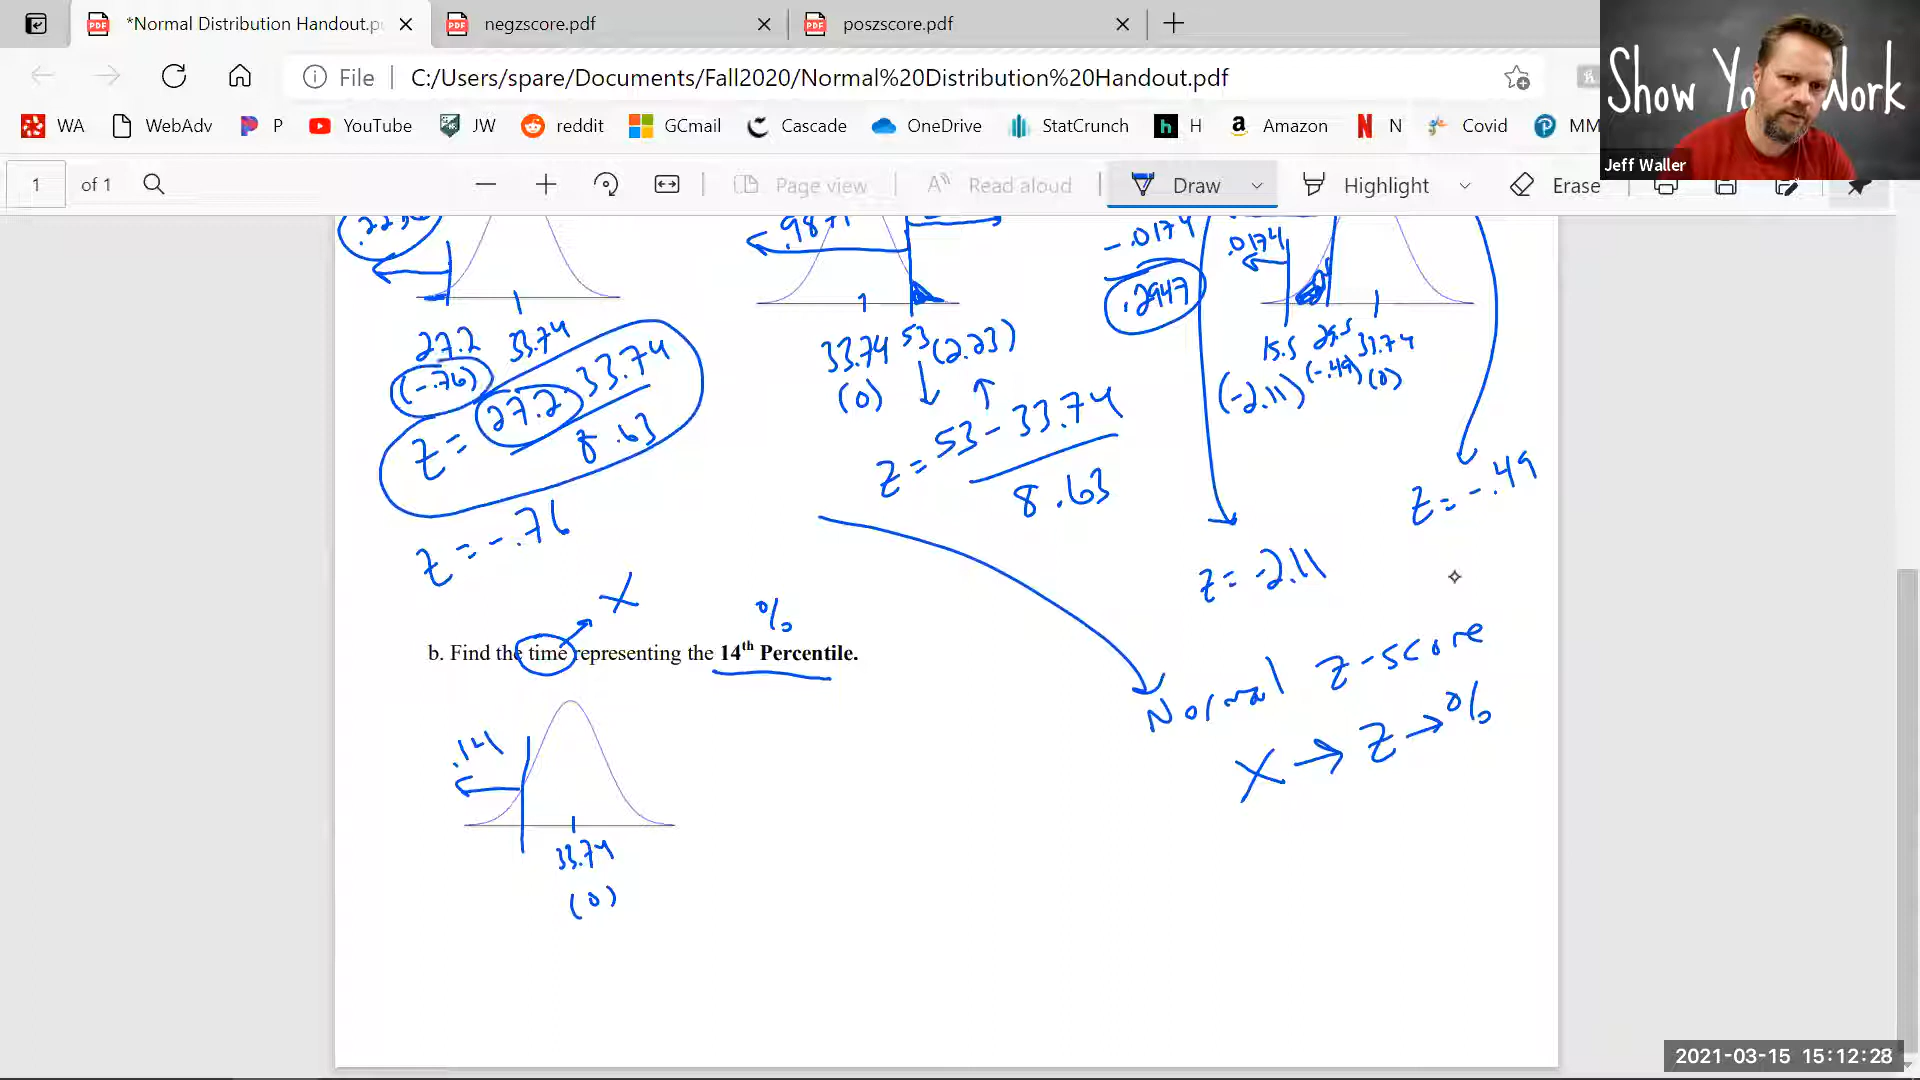 *Normal Distribution Handout.p
negzscore.pdf
poszscore.pdf
File
C:/Users/spare/Documents/Fall2020/Normal%20Distribution%20Handout.pdf
WA
WebAdv
P
YouTube
JW
reddit
GCmail
Cascade
OneDrive
StatCrunch
H
Amazon
N
Covid
MM
Show Yo Work
Jeff Waller
1
of 1
Page view
Read aloud
Draw
Highlight
Erase
27.2 33.74
(-.76)
Z = 27.2 33.74
8.63
Z = -.76
33.74 53 (2.23)
(0)
Z = 53 - 33.74
8.63
-.0174
.2947
.0174
15.5 29.5 33.74
(-2.11) (-.49) (0)
Z = -2.11
Z = -.49
X
%
b. Find the time representing the 14th Percentile.
.14
33.74
(0)
Normal Z-score
X → Z → %
2021-03-15 15:12:28